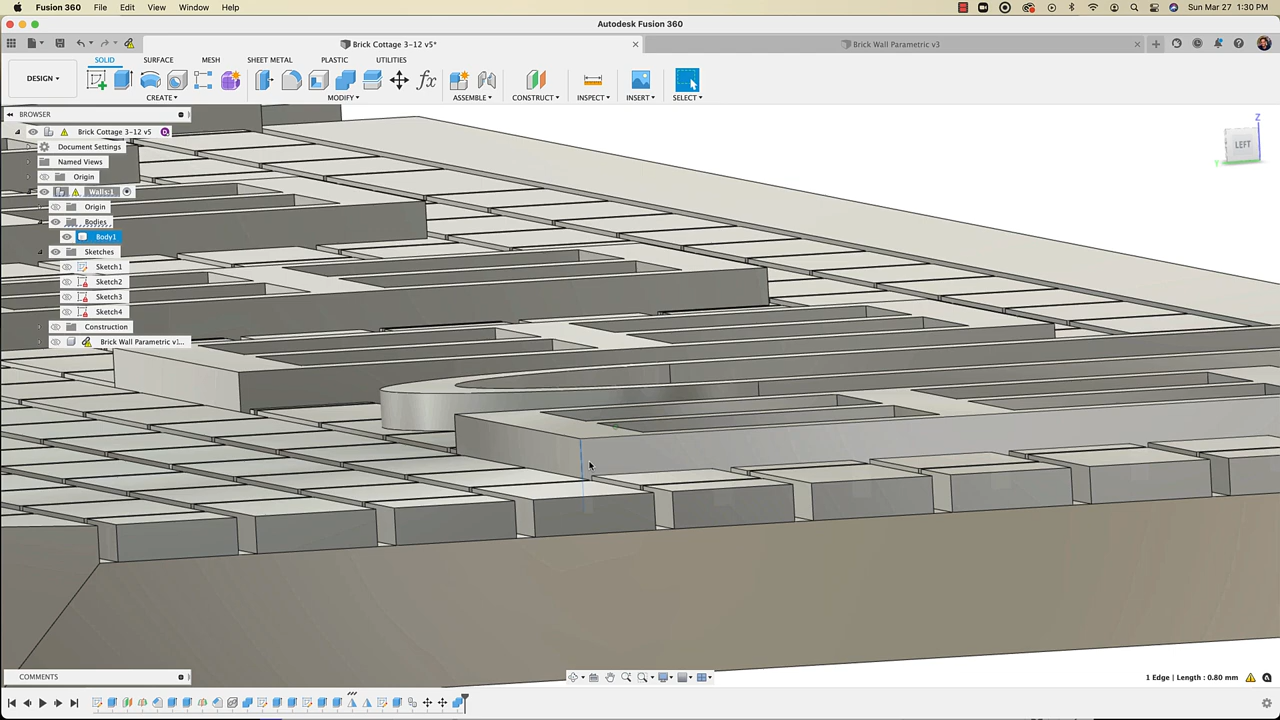 Fusion 360 File Edit View Window Help Sun Mar 27 1:30 PM
Autodesk Fusion 360
Brick Cottage 3-12 v5* Brick Wall Parametric v3
SOLID SURFACE MESH SHEET METAL PLASTIC UTILITIES
DESIGN
CREATE MODIFY ASSEMBLE CONSTRUCT INSPECT INSERT SELECT
BROWSER
Brick Cottage 3-12 v5
Document Settings
Named Views
Origin
Walls:1
Origin
Bodies
Body1
Sketches
Sketch1
Sketch2
Sketch3
Sketch4
Construction
Brick Wall Parametric v...
Z
LEFT
Y
COMMENTS
1 Edge | Length : 0.80 mm